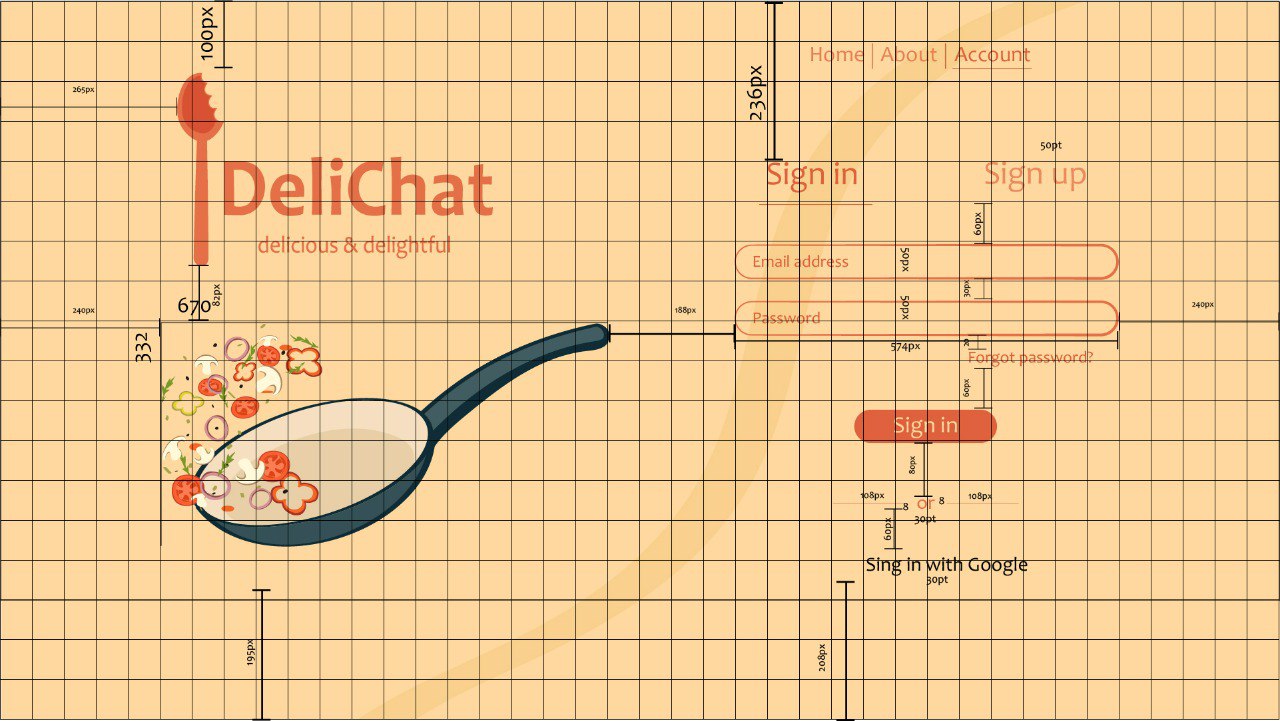 100px
236px
Home | About | Account
265px
50pt
DeliChat
Sign in
Sign up
60px
delicious & delightful
Email address
50px
82px
670
30px
240px
188px
240px
Password
50px
332
574px
20
Forgot password?
60px
Sign in
80px
108px
108px
8 or 8
30pt
60px
Sing in with Google
30pt
195px
208px